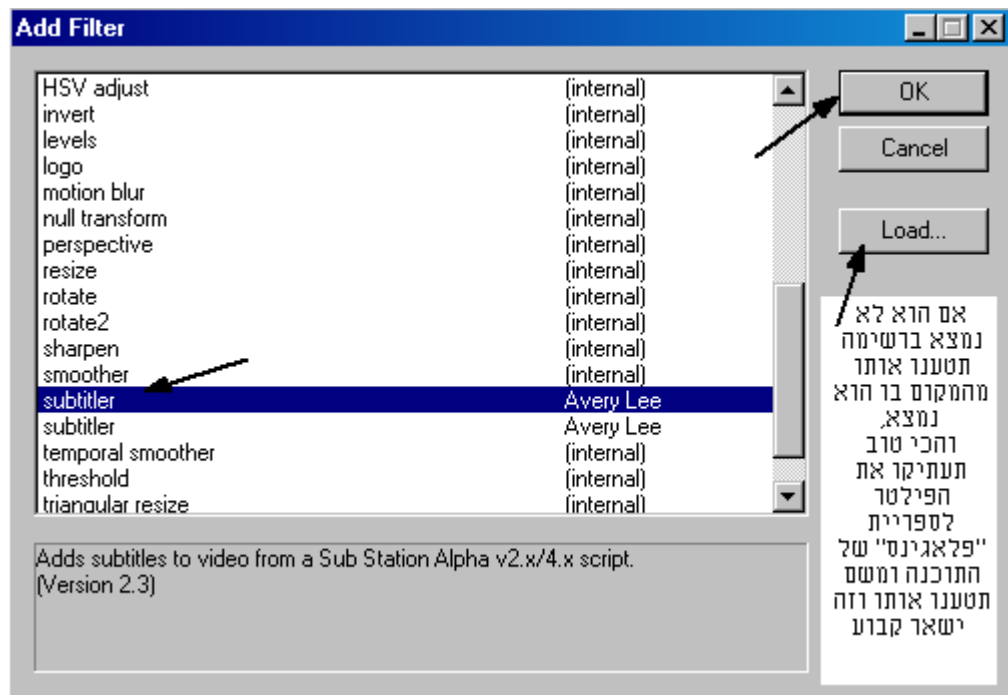 Add Filter
HSV adjust (internal)
invert (internal)
levels (internal)
logo (internal)
motion blur (internal)
null transform (internal)
perspective (internal)
resize (internal)
rotate (internal)
rotate2 (internal)
sharpen (internal)
smoother (internal)
subtitler Avery Lee
subtitler Avery Lee
temporal smoother (internal)
threshold (internal)
triangular resize (internal)
Adds subtitles to video from a Sub Station Alpha v2.x/4.x script.
(Version 2.3)
OK
Cancel
Load...
אם הוא לא
נמצא ברשימה
תטענו אותו
מהמקום בו הוא
נמצא,
והכי טוב
תעתיקו את
הפילטר
לספריית
"פלאגינס" של
התוכנה ומשם
תטענו אותו וזה
ישאר קבוע